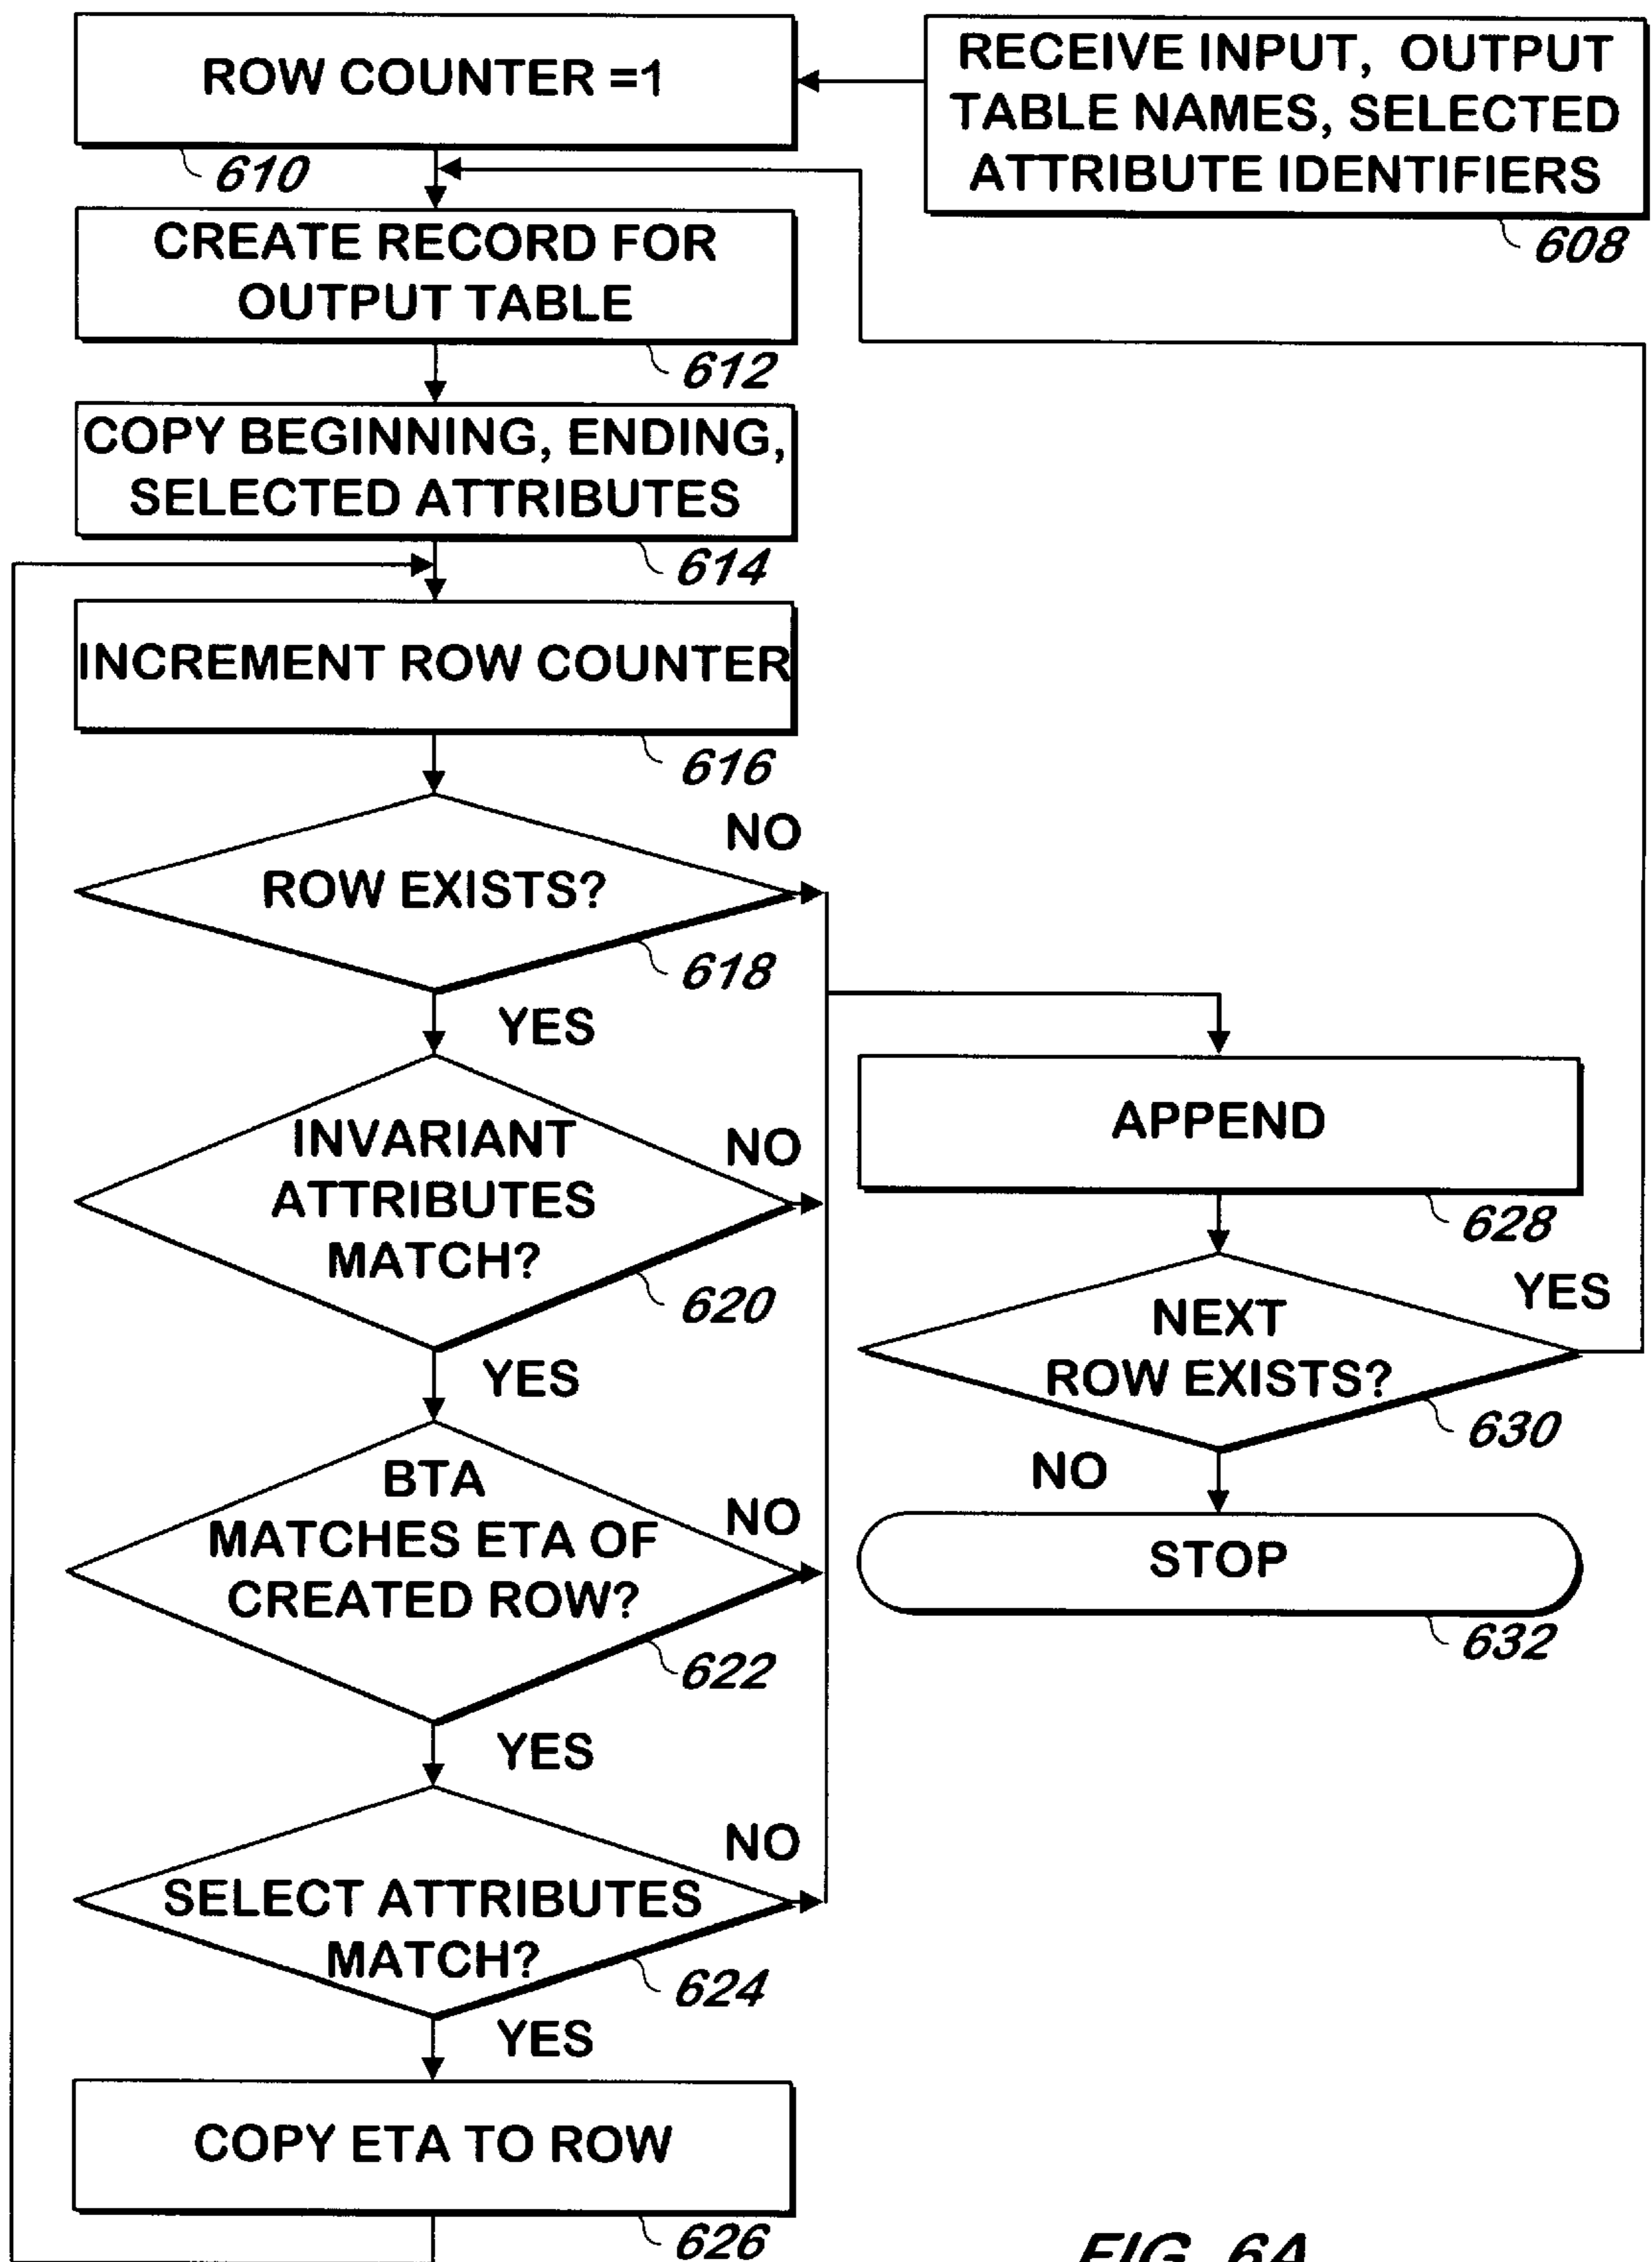 ROW COUNTER =1
610
RECEIVE INPUT, OUTPUT
TABLE NAMES, SELECTED
ATTRIBUTE IDENTIFIERS
608
CREATE RECORD FOR
OUTPUT TABLE
612
COPY BEGINNING, ENDING,
SELECTED ATTRIBUTES
614
INCREMENT ROW COUNTER
616
ROW EXISTS?
NO
618
YES
INVARIANT
ATTRIBUTES
MATCH?
NO
620
YES
BTA
MATCHES ETA OF
CREATED ROW?
NO
622
YES
SELECT ATTRIBUTES
MATCH?
NO
624
YES
COPY ETA TO ROW
626
APPEND
628
NEXT
ROW EXISTS?
YES
630
NO
STOP
632
FIG. 6A